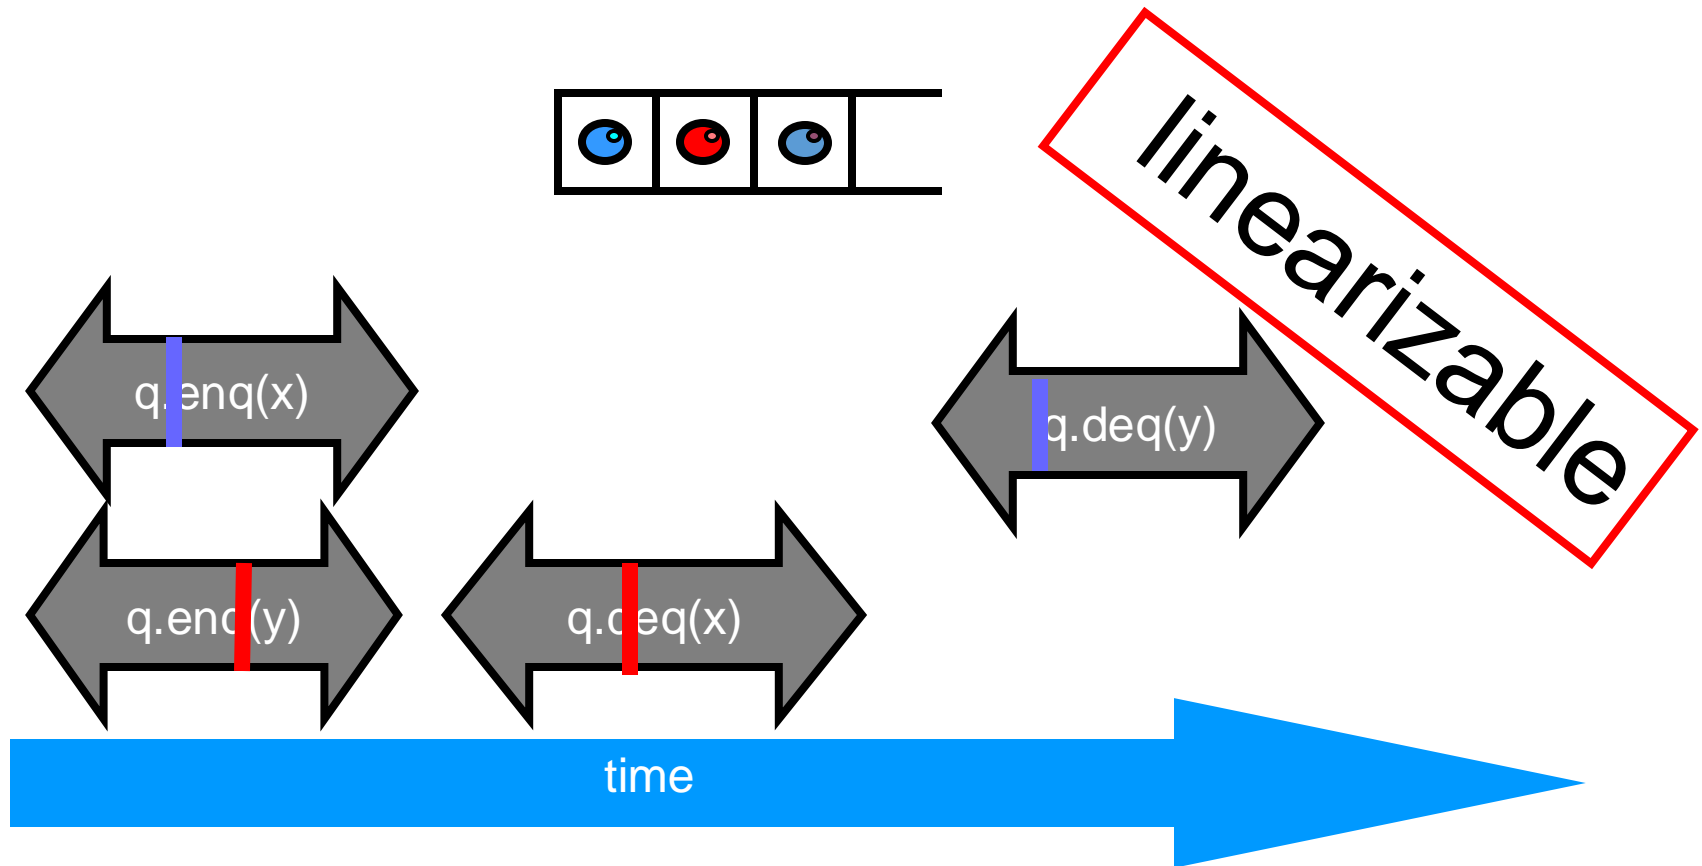 linearizable
q.enq(x)
q.deq(y)
q.enq(y)
q.deq(x)
time